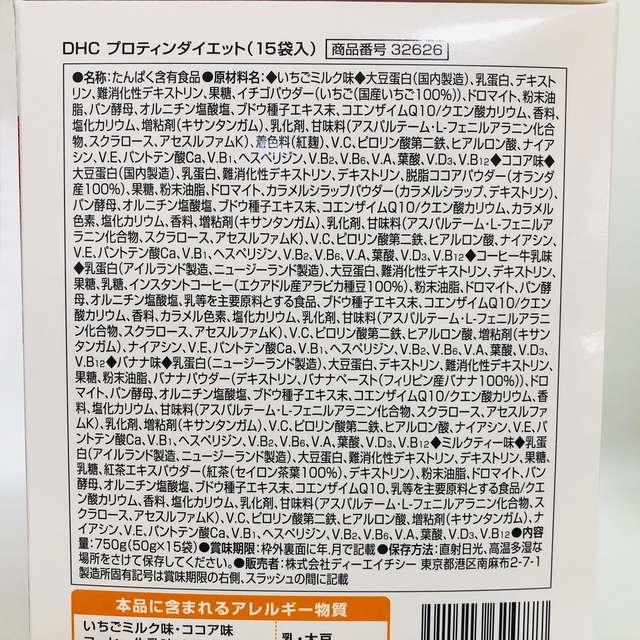 DHC プロティンダイエット(15袋入) 商品番号 32626
●名称:たんぱく含有食品●原材料名:◆いちごミルク味◆大豆蛋白(国内製造)、乳蛋白、デキスト
リン、難消化性デキストリン、果糖、イチゴパウダー(いちご(国産いちご100%))、ドロマイト、粉末油
脂、パン酵母、オルニチン塩酸塩、ブドウ種子エキス末、コエンザイムQ10/クエン酸カリウム、香料、
塩化カリウム、増粘剤(キサンタンガム)、乳化剤、甘味料(アスパルテーム・L-フェニルアラニン化合
物、スクラロース、アセスルファムK)、着色料(紅麹)、V.C、ピロリン酸第二鉄、ヒアルロン酸、ナイア
シン、V.E、パントテン酸Ca、V.B1、ヘスペリジン、V.B2、V.B6、V.A、葉酸、V.D3、V.B12◆ココア味◆
大豆蛋白(国内製造)、乳蛋白、難消化性デキストリン、デキストリン、脱脂ココアパウダー(オランダ
産100%)、果糖、粉末油脂、ドロマイト、カラメルシラップパウダー(カラメルシラップ、デキストリン)、
パン酵母、オルニチン塩酸塩、ブドウ種子エキス末、コエンザイムQ10/クエン酸カリウム、カラメル
色素、塩化カリウム、香料、増粘剤(キサンタンガム)、乳化剤、甘味料(アスパルテーム・L-フェニルア
ラニン化合物、スクラロース、アセスルファムK)、V.C、ピロリン酸第二鉄、ヒアルロン酸、ナイアシン、
V.E、パントテン酸Ca、V.B1、ヘスペリジン、V.B2、V.B6、V.A、葉酸、V.D3、V.B12◆コーヒー牛乳味
◆乳蛋白(アイルランド製造、ニュージーランド製造)、大豆蛋白、難消化性デキストリン、デキストリン、
果糖、乳糖、インスタントコーヒー(エクアドル産アラビカ種豆100%)、粉末油脂、ドロマイト、パン酵
母、オルニチン塩酸塩、乳等を主要原料とする食品、ブドウ種子エキス末、コエンザイムQ10/クエン
酸カリウム、香料、カラメル色素、塩化カリウム、乳化剤、甘味料(アスパルテーム・L-フェニルアラニン
化合物、スクラロース、アセスルファムK)、V.C、ピロリン酸第二鉄、ヒアルロン酸、増粘剤(キサン
タンガム)、ナイアシン、V.E、パントテン酸Ca、V.B1、ヘスペリジン、V.B2、V.B6、V.A、葉酸、V.D3、
V.B12◆バナナ味◆乳蛋白(ニュージーランド製造)、大豆蛋白、デキストリン、難消化性デキストリン、
果糖、粉末油脂、バナナパウダー(デキストリン、バナナペースト(フィリピン産バナナ100%))、ドロ
マイト、パン酵母、オルニチン塩酸塩、ブドウ種子エキス末、コエンザイムQ10/クエン酸カリウム、香
料、塩化カリウム、甘味料(アスパルテーム・L-フェニルアラニン化合物、スクラロース、アセスルファ
ムK)、乳化剤、増粘剤(キサンタンガム)、V.C、ピロリン酸第二鉄、ヒアルロン酸、ナイアシン、V.E、パ
ントテン酸Ca、V.B1、ヘスペリジン、V.B2、V.B6、V.A、葉酸、V.D3、V.B12◆ミルクティー味◆乳蛋
白(アイルランド製造、ニュージーランド製造)、大豆蛋白、難消化性デキストリン、デキストリン、果糖、
乳糖、紅茶エキスパウダー(紅茶(セイロン茶葉100%)、デキストリン)、粉末油脂、ドロマイト、パン
酵母、オルニチン塩酸塩、ブドウ種子エキス末、コエンザイムQ10、乳等を主要原料とする食品/クエン
酸カリウム、香料、塩化カリウム、乳化剤、甘味料(アスパルテーム・L-フェニルアラニン化合物、ス
クラロース、アセスルファムK)、V.C、ピロリン酸第二鉄、ヒアルロン酸、増粘剤(キサンタンガム)、ナ
イアシン、V.E、パントテン酸Ca、V.B1、ヘスペリジン、V.B2、V.B6、V.A、葉酸、V.D3、V.B12●内容
量:750g(50g×15袋)●賞味期限:枠外裏面に年、月で記載●保存方法:直射日光、高温多湿な
場所をさけて保存してください。●販売者:株式会社ディーエイチシー 東京都港区南麻布2-7-1
製造所固有記号は賞味期限の右側、スラッシュの間に記載
本品に含まれるアレルギー物質
いちごミルク味・ココア味
乳・大豆